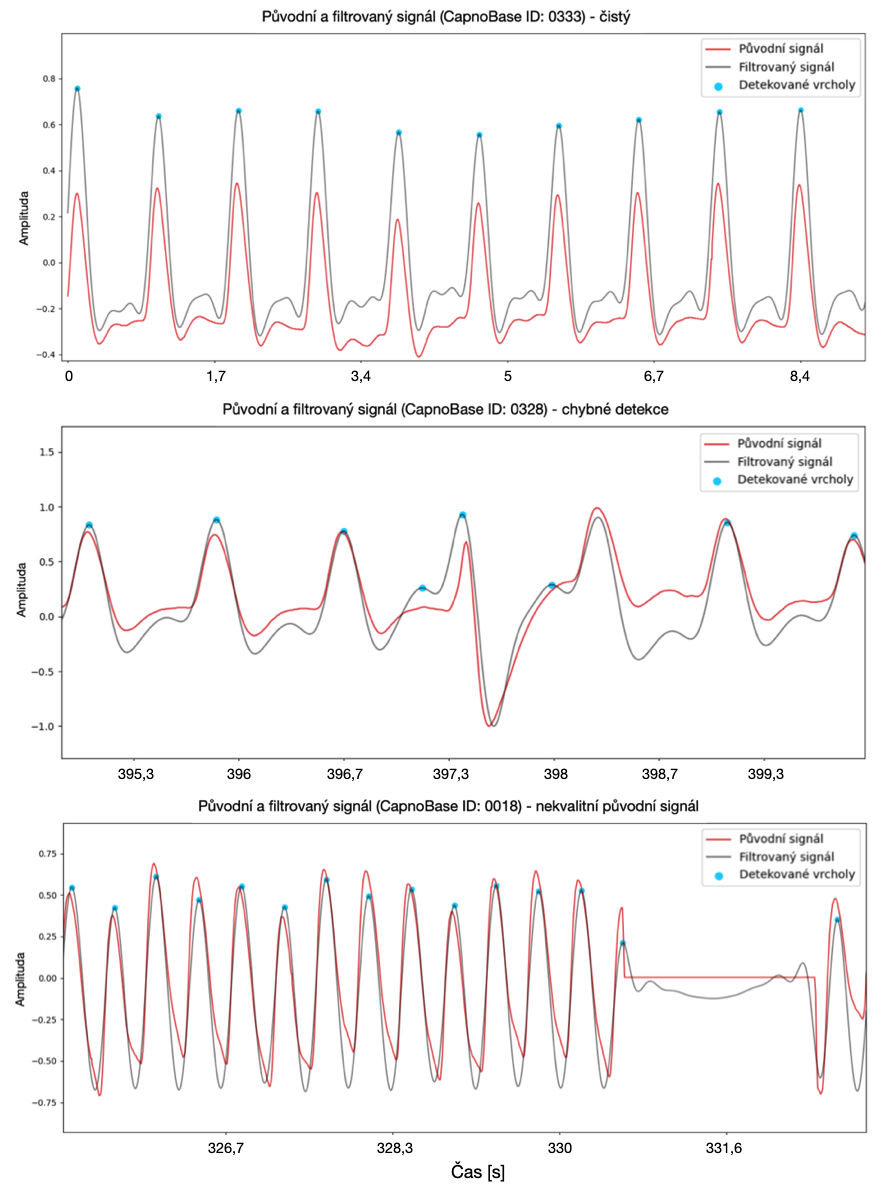 Původní a filtrovaný signál (CapnoBase ID: 0333) - čistý
Původní signál
Filtrovaný signál
Detekované vrcholy
Amplituda
0.8
0.6
0.4
0.2
0.0
−0.2
−0.4
0 1,7 3,4 5 6,7 8,4
Původní a filtrovaný signál (CapnoBase ID: 0328) - chybné detekce
Původní signál
Filtrovaný signál
Detekované vrcholy
Amplituda
1.5
1.0
0.5
0.0
−0.5
−1.0
395,3 396 396,7 397,3 398 398,7 399,3
Původní a filtrovaný signál (CapnoBase ID: 0018) - nekvalitní původní signál
Původní signál
Filtrovaný signál
Detekované vrcholy
Amplituda
0.75
0.50
0.25
0.00
−0.25
−0.50
−0.75
326,7 328,3 330 331,6
Čas [s]